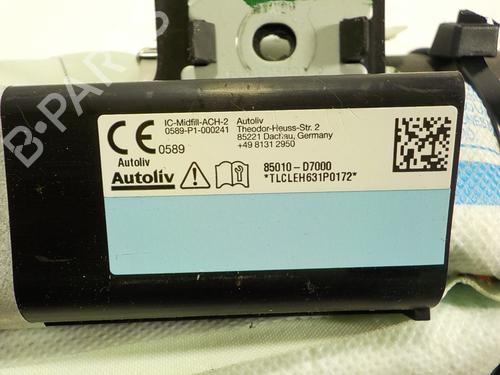 IC-Midfill-ACH-2
0589-P1-000241
Autoliv
Theodor-Heuss-Str. 2
85221 Dachau, Germany
+49 8131 2950
CE 0589
Autoliv
Autoliv
85010-D7000
*TLCLEH631P0172*
B-PARTS